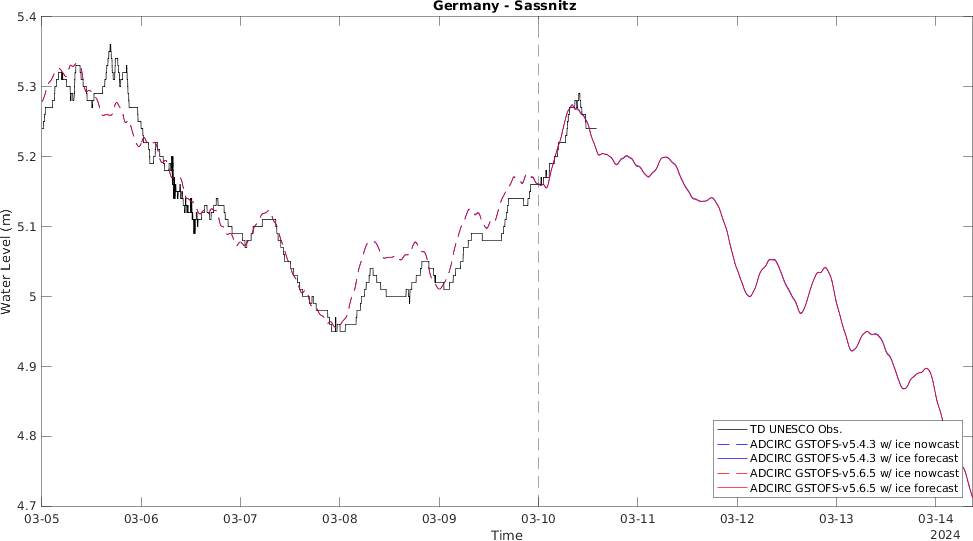 Germany - Sassnitz
5.4
5.3
5.2
5.1
5
4.9
4.8
4.7
Water Level (m)
03-05 03-06 03-07 03-08 03-09 03-10 03-11 03-12 03-13 03-14
2024
Time
TD UNESCO Obs.
ADCIRC GSTOFS-v5.4.3 w/ ice nowcast
ADCIRC GSTOFS-v5.4.3 w/ ice forecast
ADCIRC GSTOFS-v5.6.5 w/ ice nowcast
ADCIRC GSTOFS-v5.6.5 w/ ice forecast